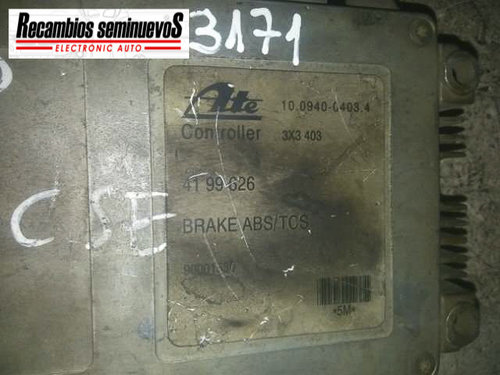 Recambios seminuevoS
ELECTRONIC AUTO
3171
Ate
10.0940-0403.4
Controller
3X3 403
41 99 626
CSE
BRAKE ABS/TCS
*5M*